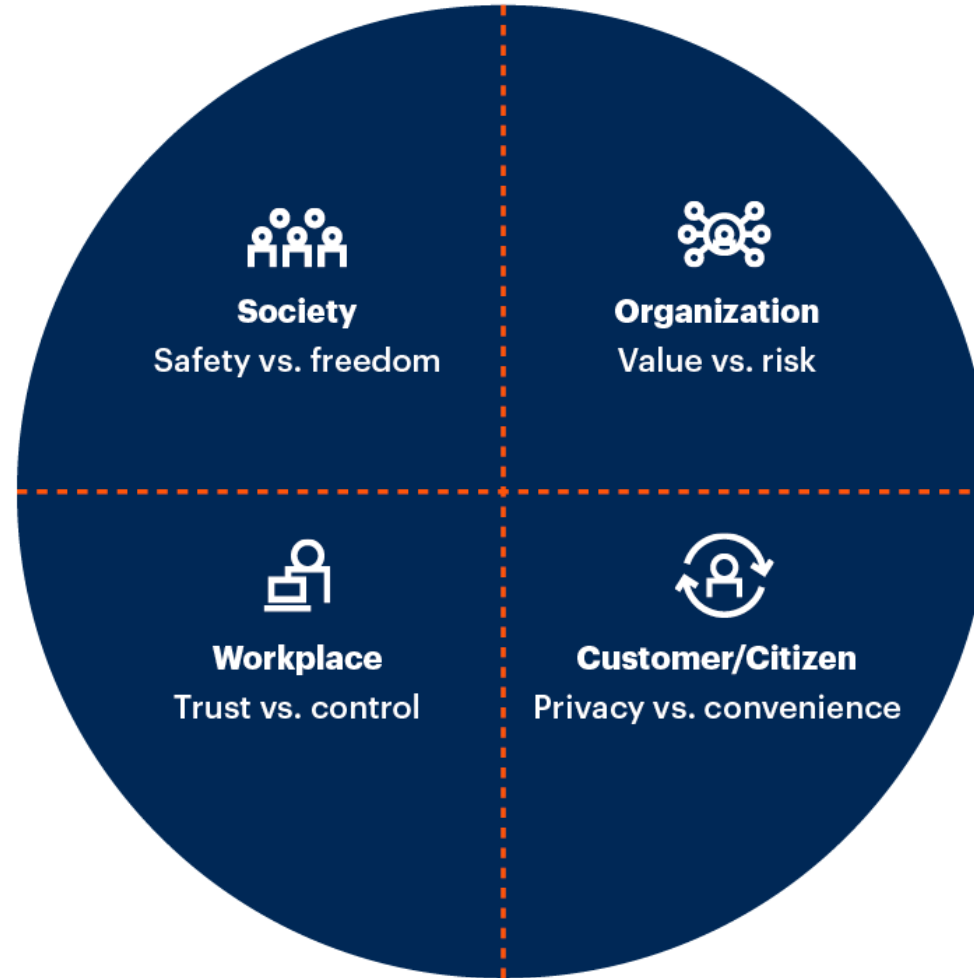 Society
Safety vs. freedom
Organization
Value vs. risk
Workplace
Trust vs. control
Customer/Citizen
Privacy vs. convenience